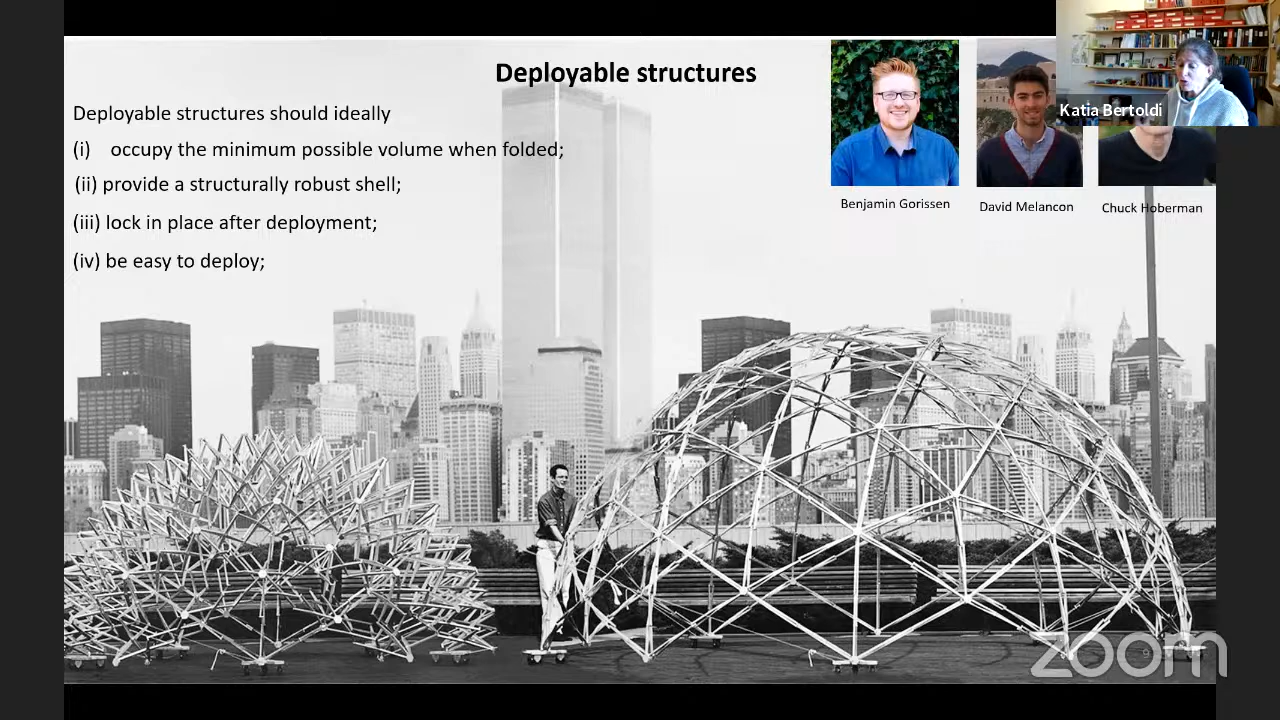 Deployable structures
Katia Bertoldi
Deployable structures should ideally
(i) occupy the minimum possible volume when folded;
(ii) provide a structurally robust shell;
(iii) lock in place after deployment;
(iv) be easy to deploy;
Benjamin Gorissen
David Melancon
Chuck Hoberman
zoom